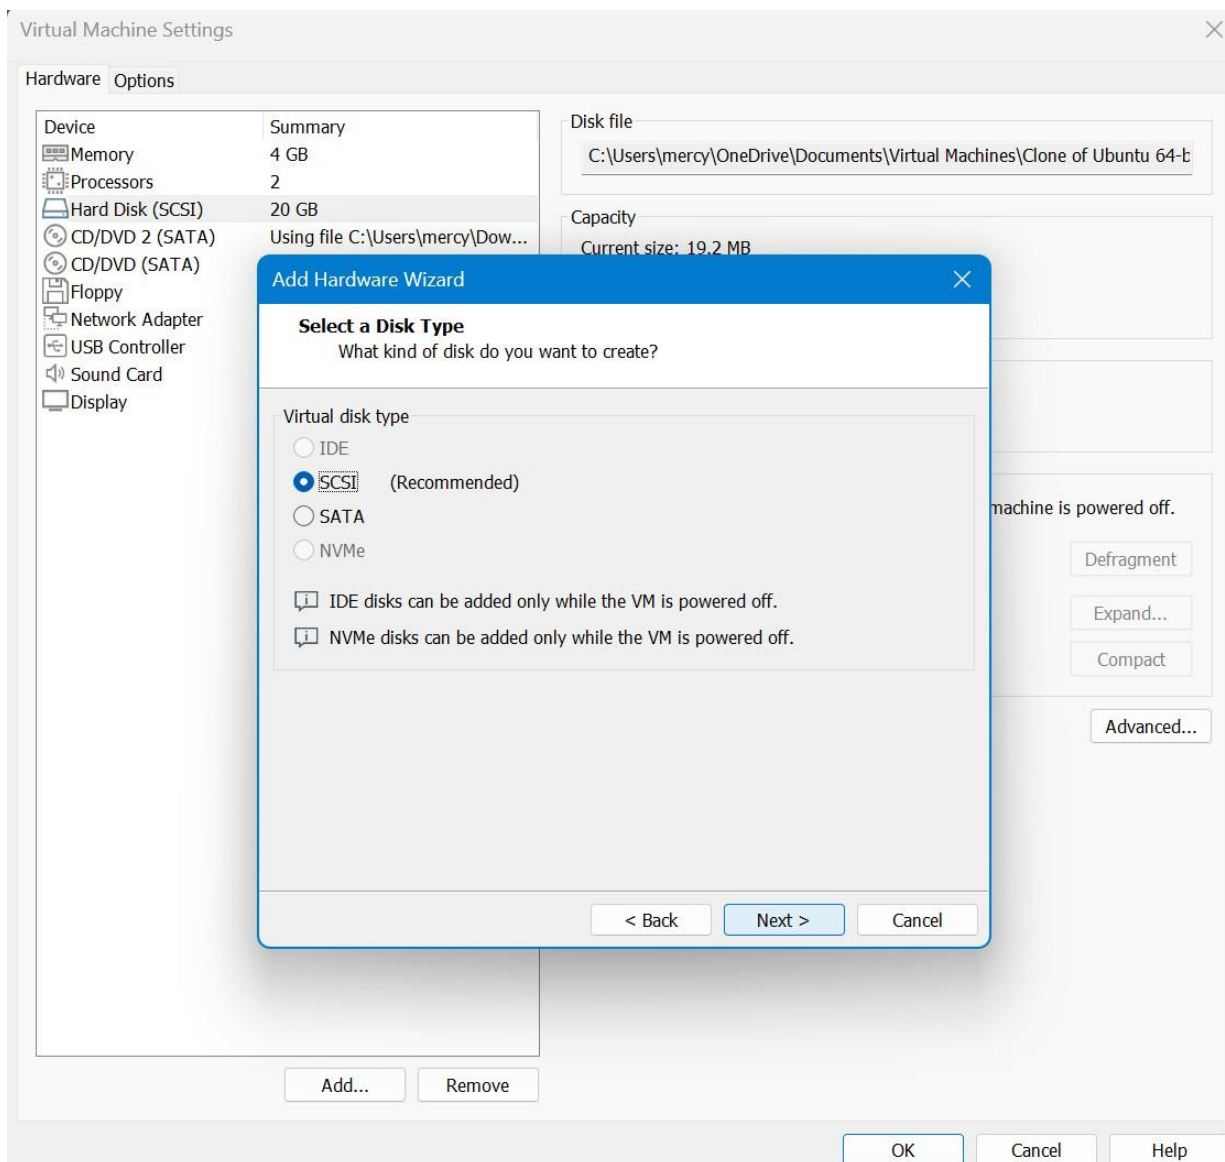 Virtual Machine Settings
Hardware Options
Device Summary
Memory 4 GB
Processors 2
Hard Disk (SCSI) 20 GB
CD/DVD 2 (SATA) Using file C:\Users\mercy\Dow...
CD/DVD (SATA)
Floppy
Network Adapter
USB Controller
Sound Card
Display
Disk file
C:\Users\mercy\OneDrive\Documents\Virtual Machines\Clone of Ubuntu 64-b
Capacity
Current size: 19.2 MB
Add Hardware Wizard
Select a Disk Type
What kind of disk do you want to create?
Virtual disk type
IDE
SCSI (Recommended)
SATA
NVMe
IDE disks can be added only while the VM is powered off.
NVMe disks can be added only while the VM is powered off.
< Back Next > Cancel
machine is powered off.
Defragment
Expand...
Compact
Advanced...
Add... Remove
OK Cancel Help